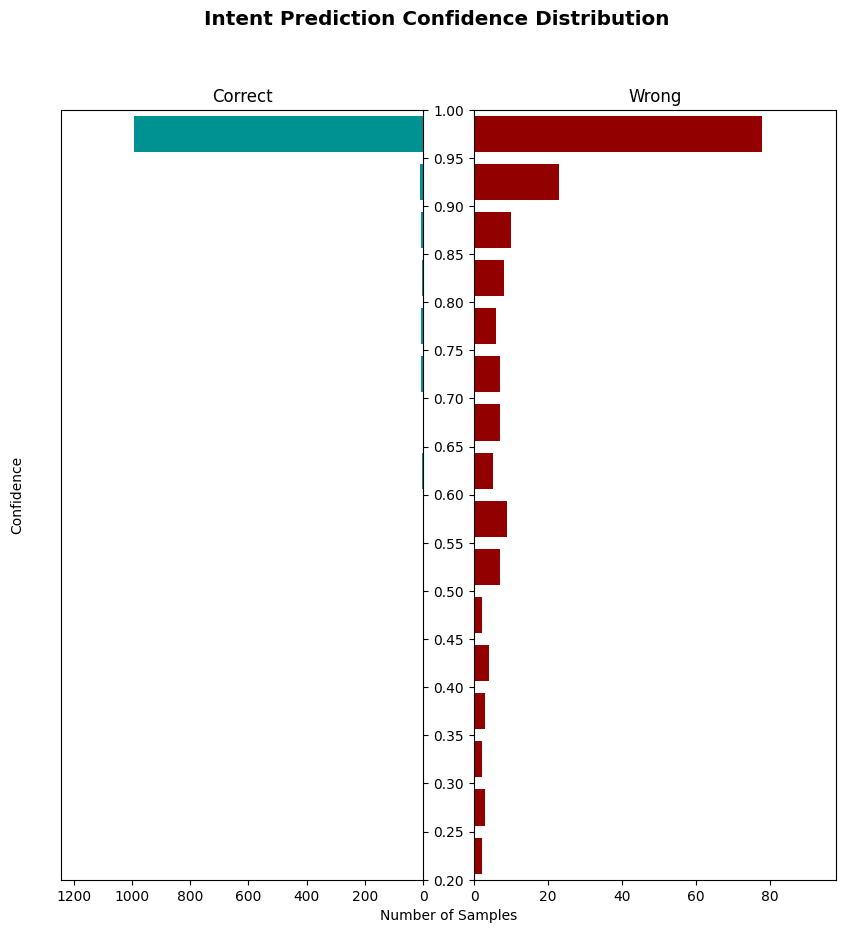 Intent Prediction Confidence Distribution
Correct
Wrong
1.00
0.95
0.90
0.85
0.80
0.75
0.70
0.65
0.60
0.55
0.50
0.45
0.40
0.35
0.30
0.25
0.20
Confidence
1200 1000 800 600 400 200 0
0 20 40 60 80
Number of Samples